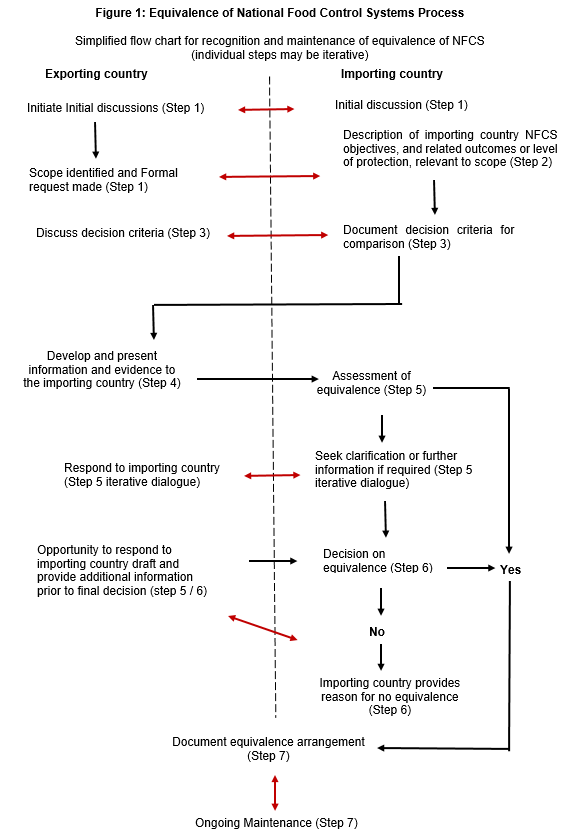 Figure 1: Equivalence of National Food Control Systems Process
Simplified flow chart for recognition and maintenance of equivalence of NFCS
(individual steps may be iterative)
Exporting country
Importing country
Initiate Initial discussions (Step 1)
Initial discussion (Step 1)
Description of importing country NFCS
objectives, and related outcomes or level
of protection, relevant to scope (Step 2)
Scope identified and Formal
request made (Step 1)
Discuss decision criteria (Step 3)
Document decision criteria for
comparison (Step 3)
Develop and present
information and evidence to
the importing country (Step 4)
Assessment of
equivalence (Step 5)
Seek clarification or further
information if required (Step 5
iterative dialogue)
Respond to importing country
(Step 5 iterative dialogue)
Opportunity to respond to
importing country draft and
provide additional information
prior to final decision (step 5 / 6)
Decision on
equivalence (Step 6)
Yes
No
Importing country provides
reason for no equivalence
(Step 6)
Document equivalence arrangement
(Step 7)
Ongoing Maintenance (Step 7)